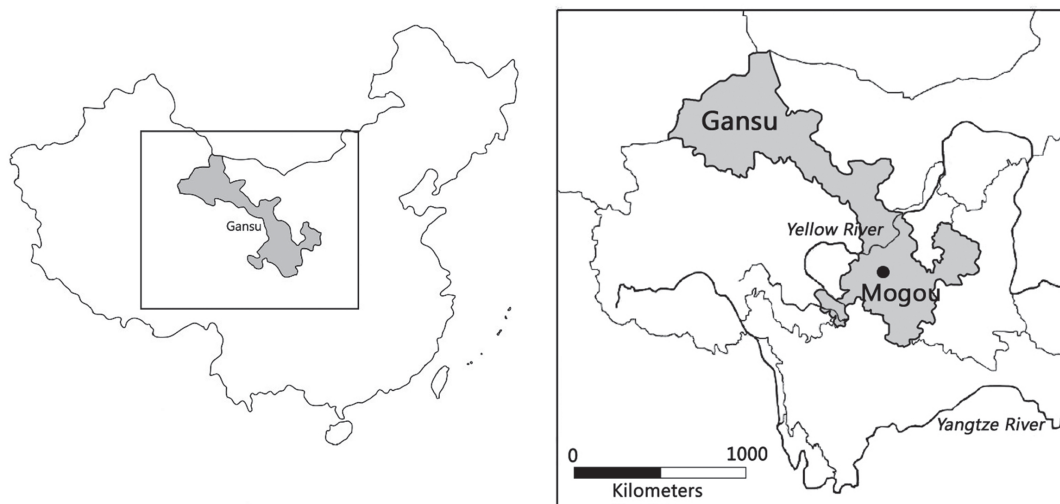 Gansu
Gansu
Yellow River
Mogou
Yangtze River
0 1000
Kilometers